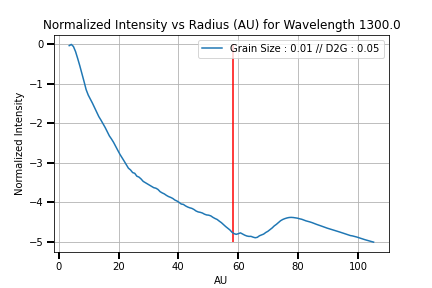 Normalized Intensity vs Radius (AU) for Wavelength 1300.0
Grain Size : 0.01 // D2G : 0.05
Normalized Intensity
0
−1
−2
−3
−4
−5
0 20 40 60 80 100
AU